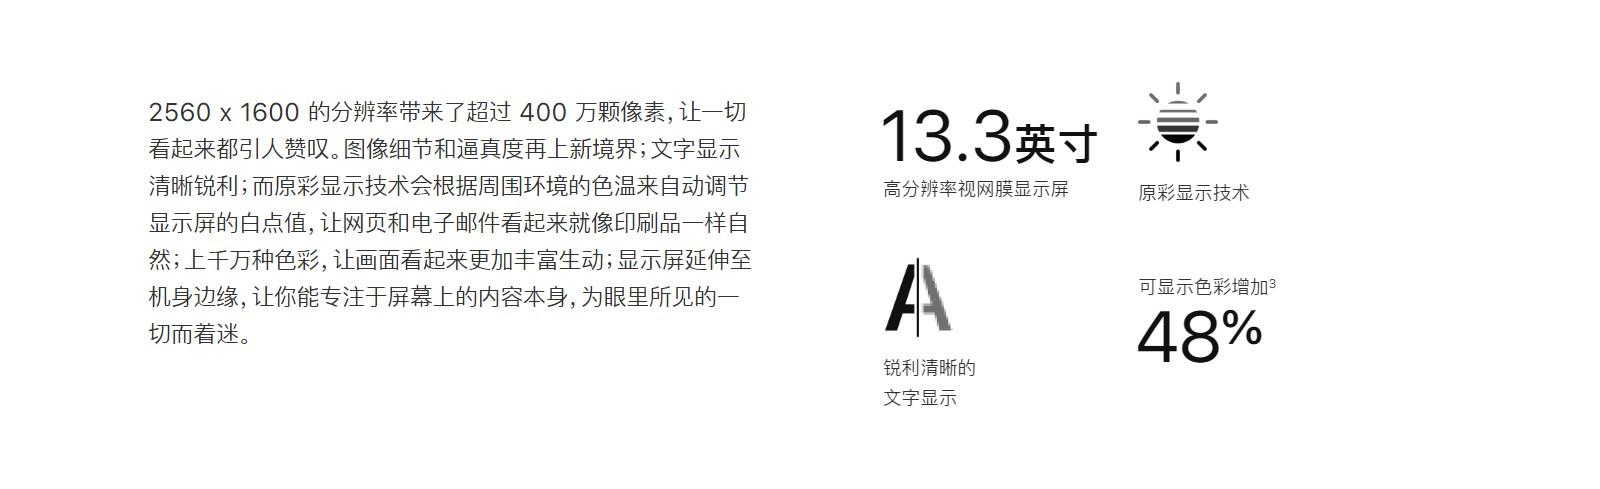 2560 x 1600 的分辨率带来了超过 400 万颗像素，让一切
看起来都引人赞叹。图像细节和逼真度再上新境界；文字显示
清晰锐利；而原彩显示技术会根据周围环境的色温来自动调节
显示屏的白点值，让网页和电子邮件看起来就像印刷品一样自
然；上千万种色彩，让画面看起来更加丰富生动；显示屏延伸至
机身边缘，让你能专注于屏幕上的内容本身，为眼里所见的一
切而着迷。
13.3英寸
高分辨率视网膜显示屏
原彩显示技术
锐利清晰的
文字显示
可显示色彩增加3
48%